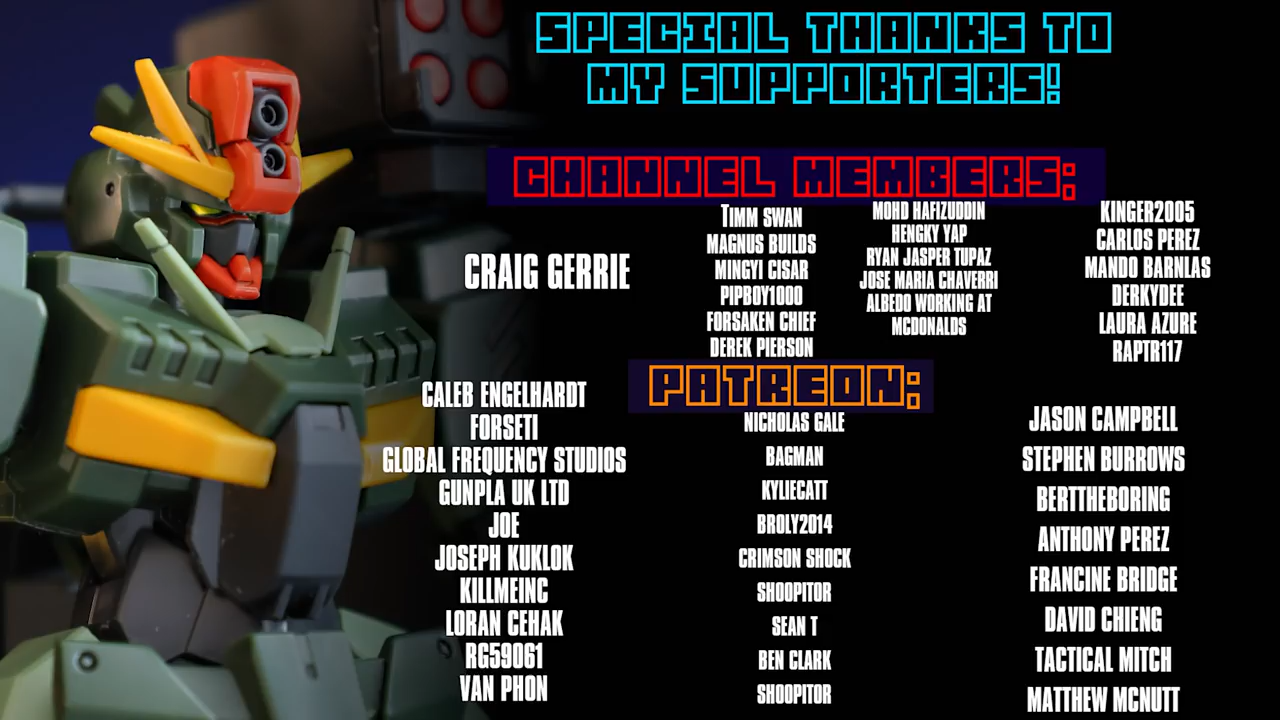 SPECIAL THANKS TO
MY SUPPORTERS!
CHANNEL MEMBERS:
CRAIG GERRIE
TIMM SWAN
MAGNUS BUILDS
MINGYI CISAR
PIPBOY1000
FORSAKEN CHIEF
DEREK PIERSON
MOHD HAFIZUDDIN
HENGKY YAP
RYAN JASPER TUPAZ
JOSE MARIA CHAVERRI
ALBEDO WORKING AT
MCDONALDS
KINGER2005
CARLOS PEREZ
MANDO BARNLAS
DERKYDEE
LAURA AZURE
RAPTR117
PATREON:
CALEB ENGELHARDT
FORSETI
GLOBAL FREQUENCY STUDIOS
GUNPLA UK LTD
JOE
JOSEPH KUKLOK
KILLMEINC
LORAN CEHAK
RG59061
VAN PHON
NICHOLAS GALE
BAGMAN
KYLIECATT
BROLY2014
CRIMSON SHOCK
SHOOPITOR
SEAN T
BEN CLARK
SHOOPITOR
JASON CAMPBELL
STEPHEN BURROWS
BERTTHEBORING
ANTHONY PEREZ
FRANCINE BRIDGE
DAVID CHIENG
TACTICAL MITCH
MATTHEW MCNUTT